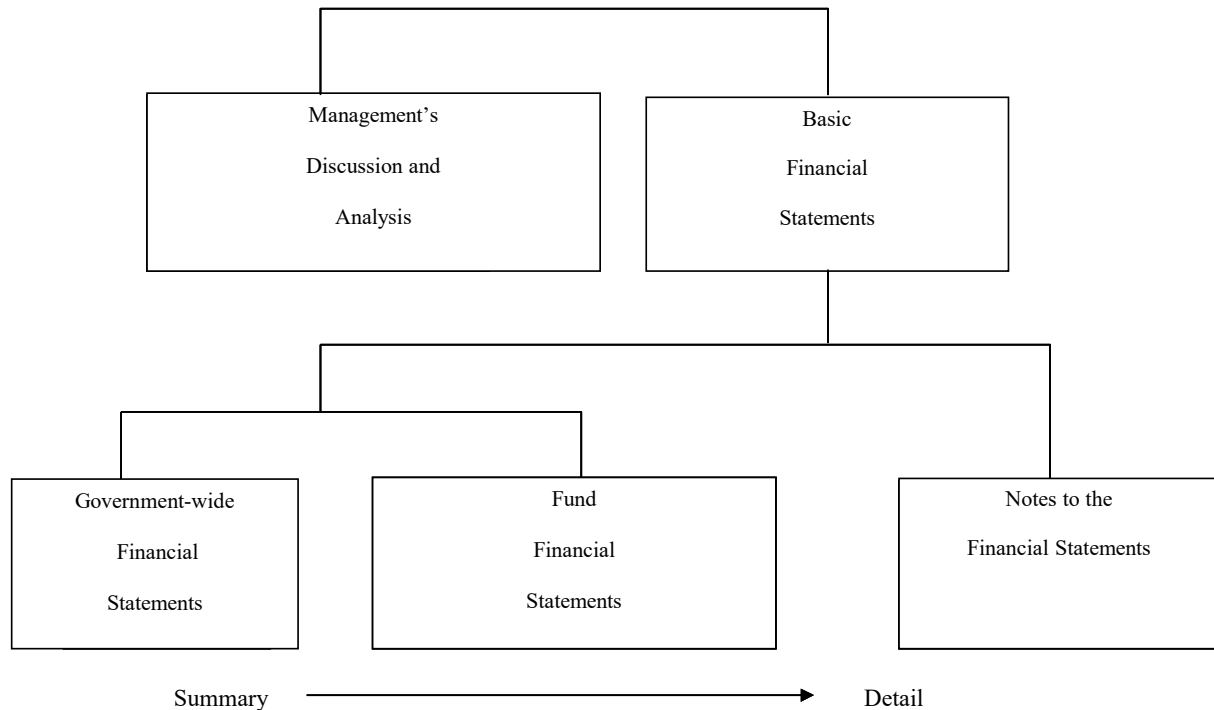 Management’s
Discussion and
Analysis
Basic
Financial
Statements
Government-wide
Financial
Statements
Fund
Financial
Statements
Notes to the
Financial Statements
Summary
Detail